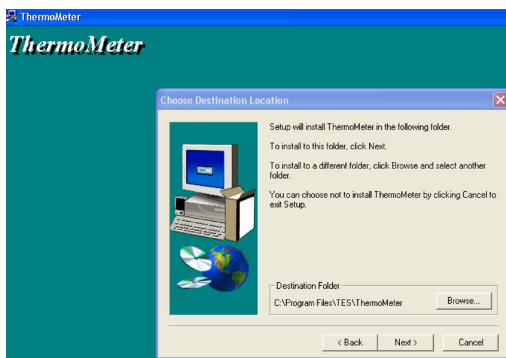 ThermoMeter
ThermoMeter
Choose Destination Location
Setup will install ThermoMeter in the following folder.
To install to this folder, click Next.
To install to a different folder, click Browse and select another
folder.
You can choose not to install ThermoMeter by clicking Cancel to
exit Setup.
Destination Folder
C:\Program Files\TES\ThermoMeter
Browse...
< Back
Next >
Cancel